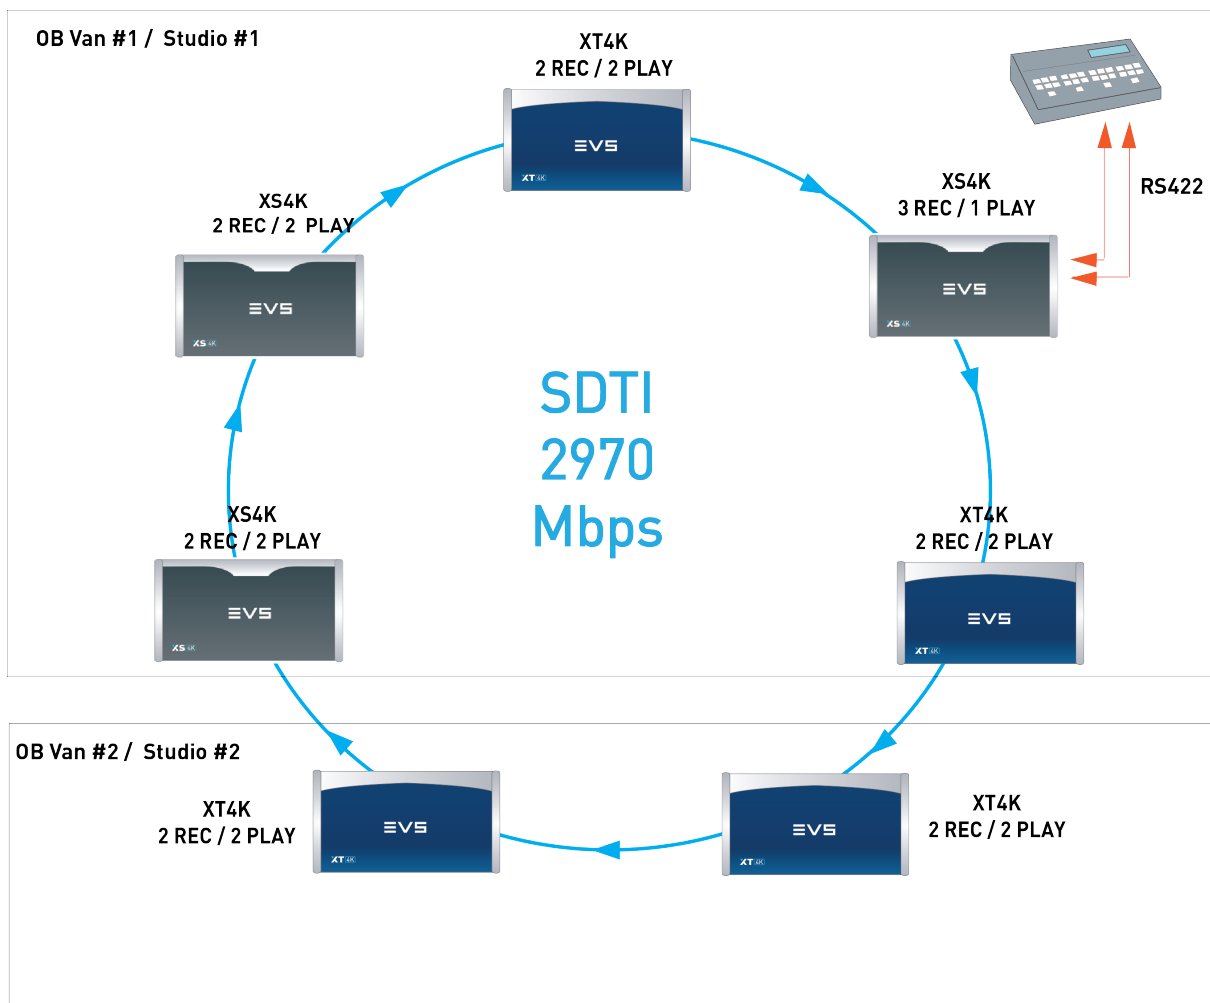 OB Van #1 / Studio #1
XT4K
2 REC / 2 PLAY
EVS
XT 4K
RS422
XS4K
3 REC / 1 PLAY
EVS
XS 4K
XS4K
2 REC / 2 PLAY
EVS
XS 4K
SDTI
2970
Mbps
XS4K
2 REC / 2 PLAY
EVS
XS 4K
XT4K
2 REC / 2 PLAY
EVS
XT 4K
OB Van #2 / Studio #2
XT4K
2 REC / 2 PLAY
EVS
XT 4K
XT4K
2 REC / 2 PLAY
EVS
XT 4K